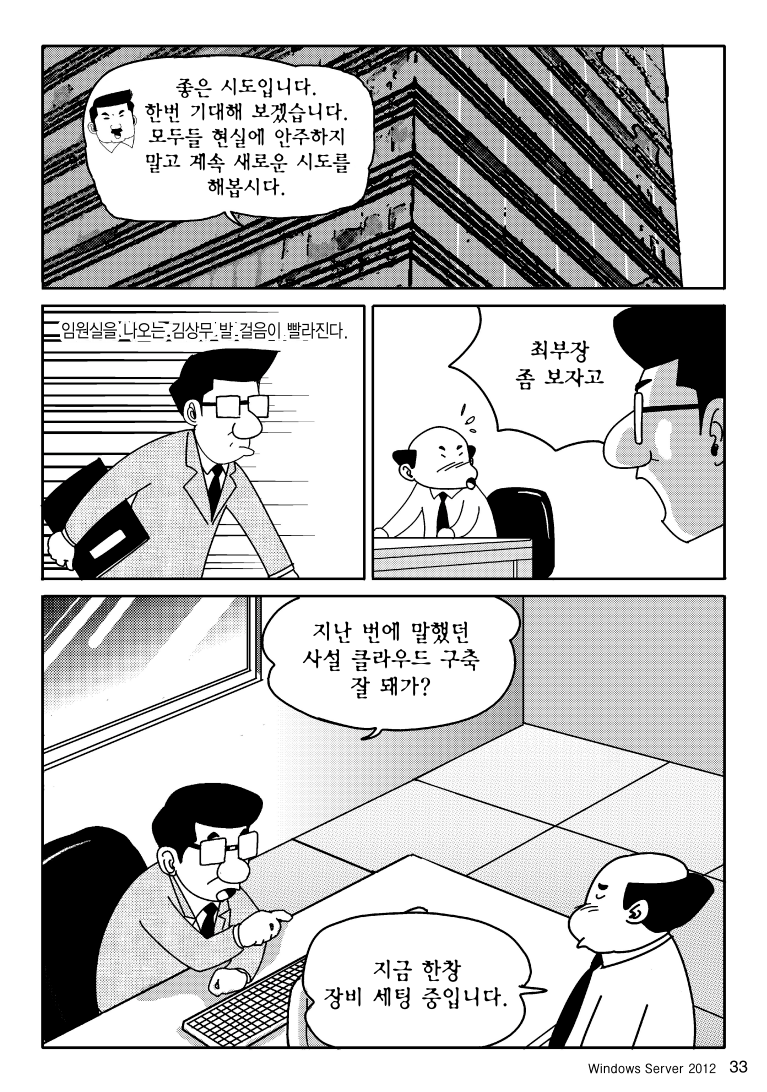 좋은 시도입니다.
한번 기대해 보겠습니다.
모두들 현실에 안주하지
말고 계속 새로운 시도를
해봅시다.
임원실을 나오는 김상무 발 걸음이 빨라진다.
최부장
좀 보자고
지난 번에 말했던
사설 클라우드 구축
잘 돼가?
지금 한창
장비 세팅 중입니다.
Windows Server 2012 33